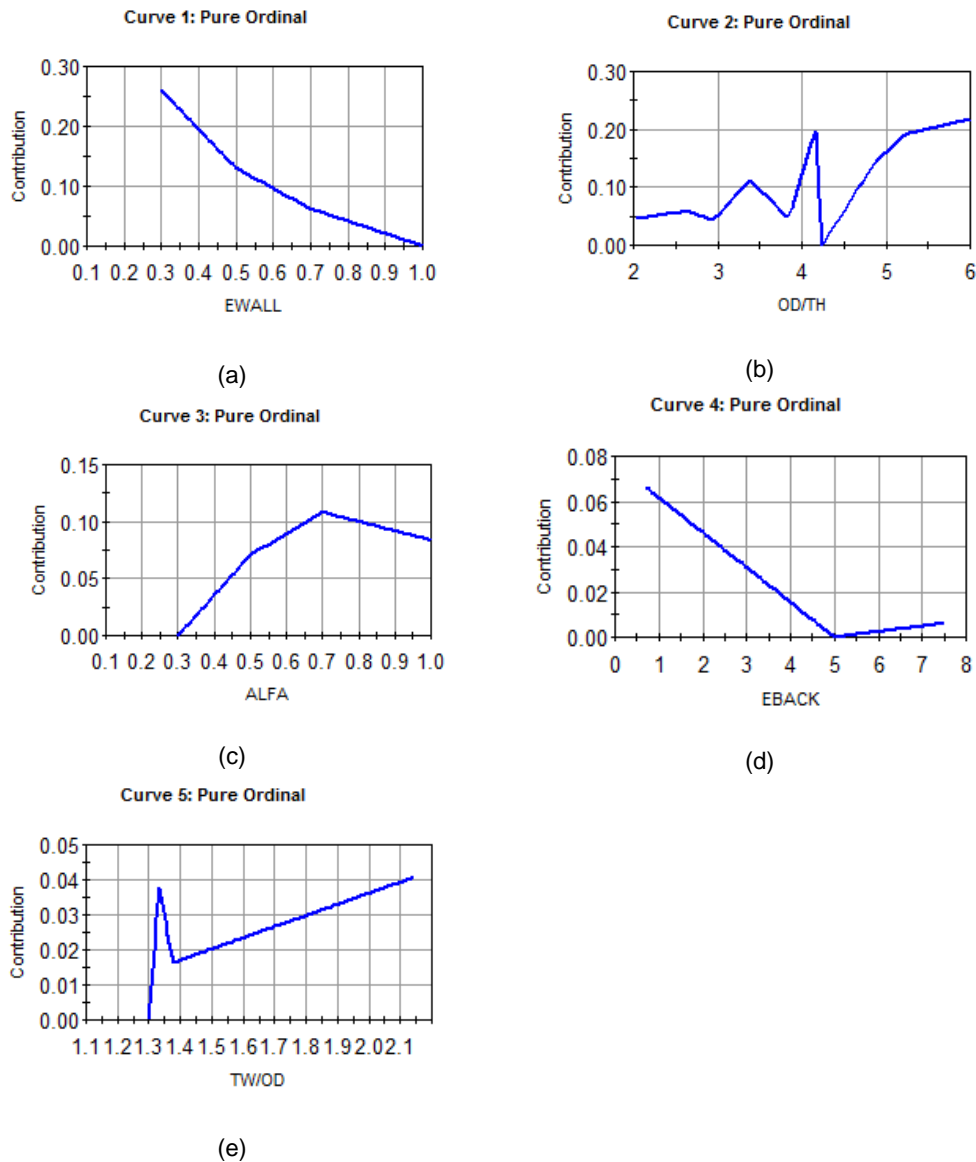 Curve 1: Pure Ordinal
0.30
0.20
0.10
0.00
Contribution
0.1 0.2 0.3 0.4 0.5 0.6 0.7 0.8 0.9 1.0
EWALL
(a)
Curve 2: Pure Ordinal
0.30
0.20
0.10
0.00
Contribution
2 3 4 5 6
OD/TH
(b)
Curve 3: Pure Ordinal
0.15
0.10
0.05
0.00
Contribution
0.1 0.2 0.3 0.4 0.5 0.6 0.7 0.8 0.9 1.0
ALFA
(c)
Curve 4: Pure Ordinal
0.08
0.06
0.04
0.02
0.00
Contribution
0 1 2 3 4 5 6 7 8
EBACK
(d)
Curve 5: Pure Ordinal
0.05
0.04
0.03
0.02
0.01
0.00
Contribution
1.1 1.2 1.3 1.4 1.5 1.6 1.7 1.8 1.9 2.0 2.1
TW/OD
(e)